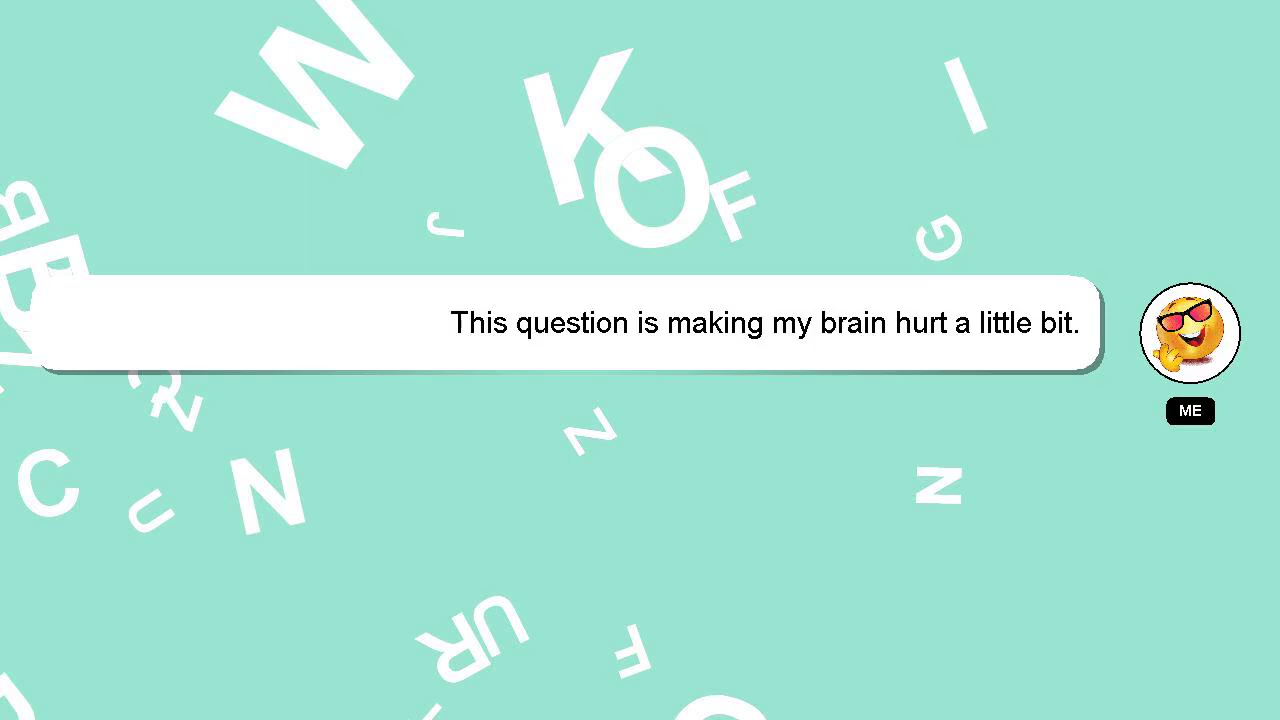 W
K
O
F
I
J
G
B
E
This question is making my brain hurt a little bit.
ME
Z
C
U
N
Z
N
U
R
F